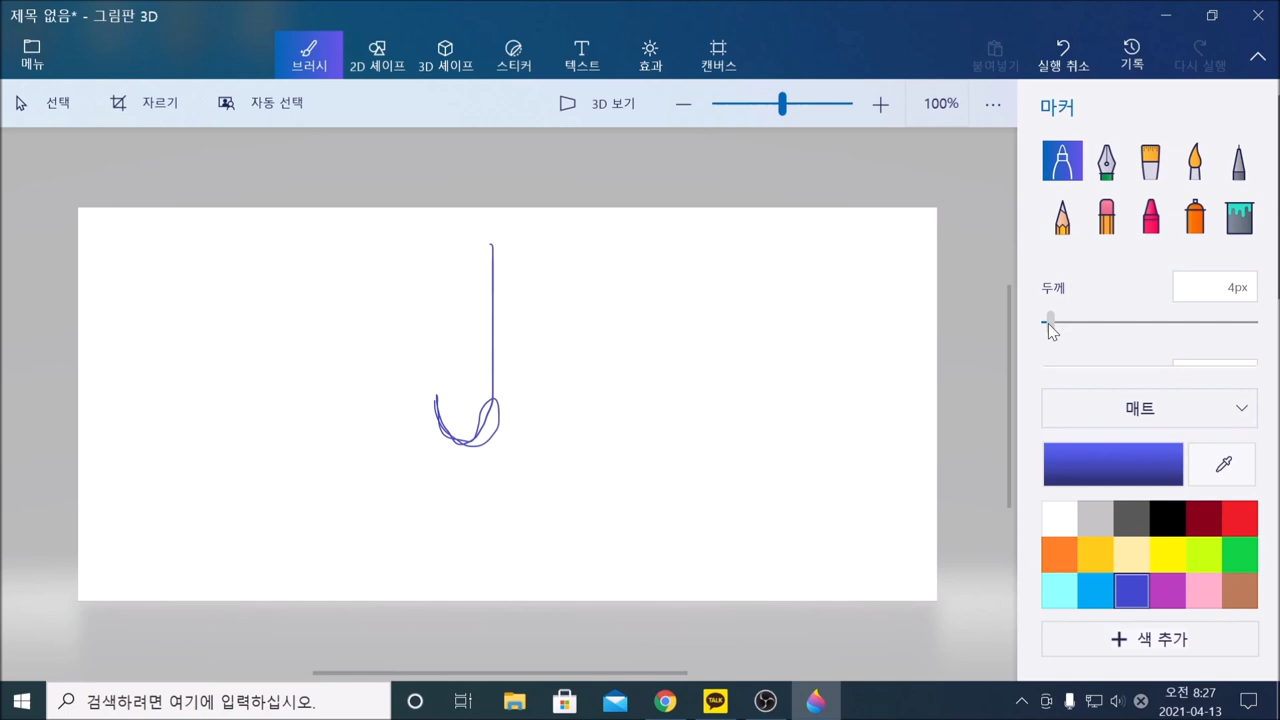 제목 없음* - 그림판 3D
메뉴
브러시
2D 셰이프
3D 셰이프
스티커
텍스트
효과
캔버스
붙여넣기
실행 취소
기록
다시 실행
선택
자르기
자동 선택
3D 보기
100%
마커
두께
4px
매트
색 추가
검색하려면 여기에 입력하십시오.
TALK
오전 8:27
2021-04-13